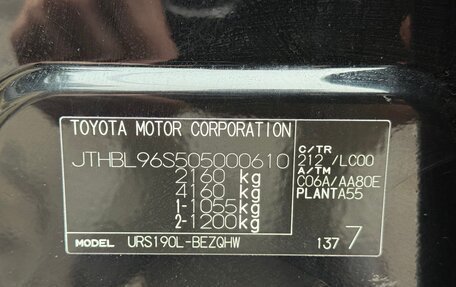 TOYOTA MOTOR CORPORATION
JTHBL96S505000610
2160 kg
4160 kg
1-1055kg
2-1200kg
C/TR
212 /LC00
A/TM
C06A/AA80E
PLANTA55
MODEL URS190L-BEZQHW
137 7